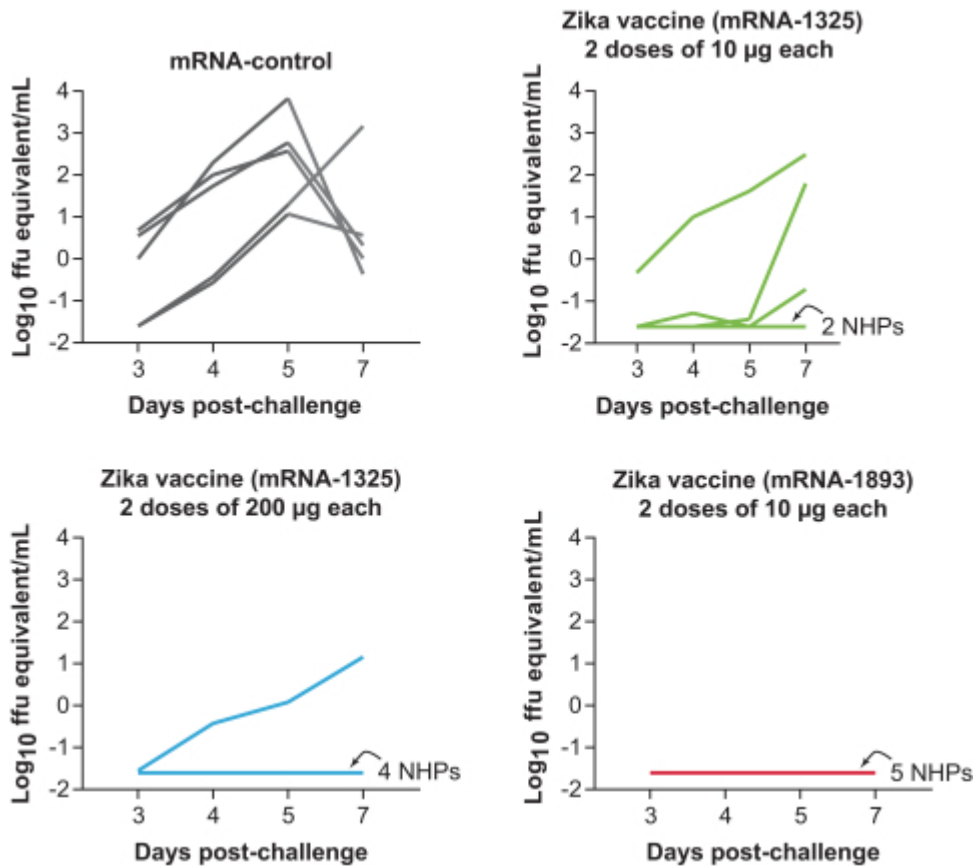 mRNA-control
Log10 ffu equivalent/mL
4
3
2
1
0
-1
-2
3 4 5 7
Days post-challenge
Zika vaccine (mRNA-1325)
2 doses of 10 µg each
Log10 ffu equivalent/mL
4
3
2
1
0
-1
-2
2 NHPs
3 4 5 7
Days post-challenge
Zika vaccine (mRNA-1325)
2 doses of 200 µg each
Log10 ffu equivalent/mL
4
3
2
1
0
-1
-2
4 NHPs
3 4 5 7
Days post-challenge
Zika vaccine (mRNA-1893)
2 doses of 10 µg each
Log10 ffu equivalent/mL
4
3
2
1
0
-1
-2
5 NHPs
3 4 5 7
Days post-challenge